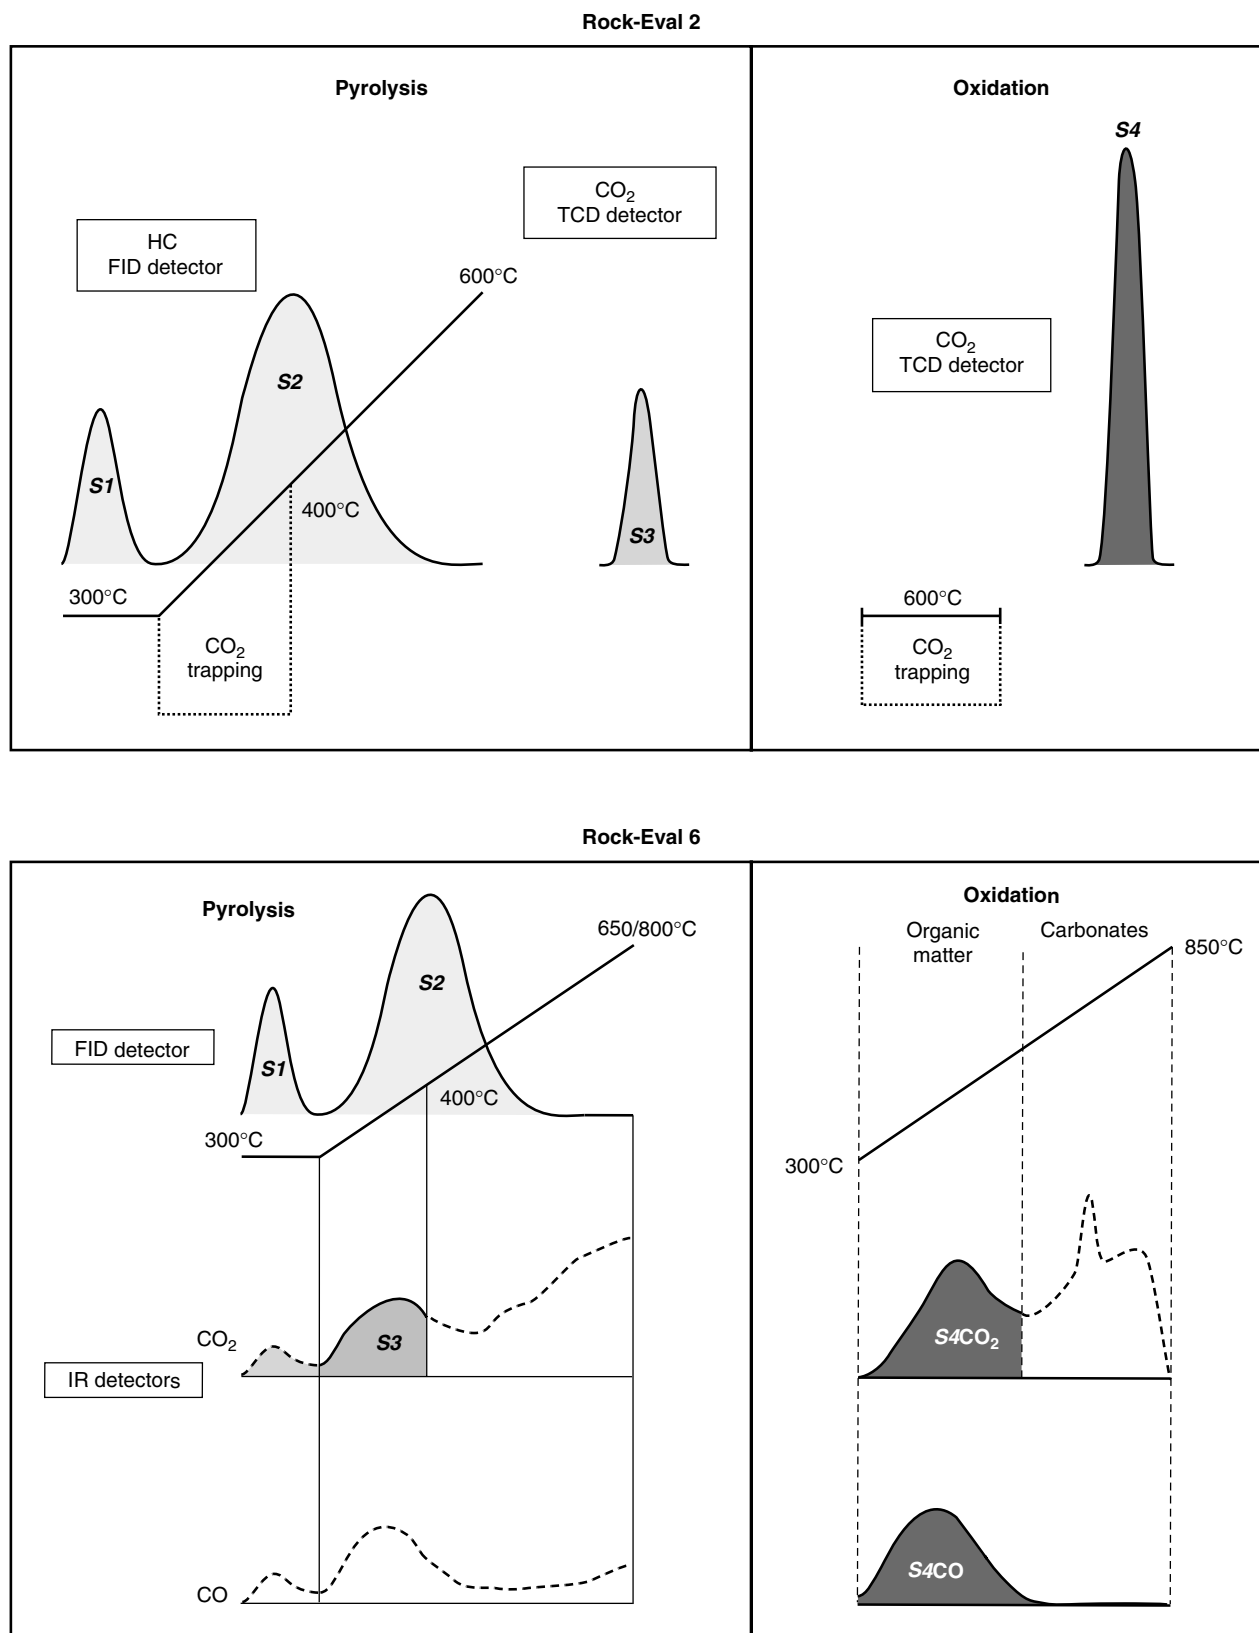 Rock-Eval 2
Pyrolysis
CO₂
TCD detector
HC
FID detector
600°C
S2
S1
400°C
S3
300°C
CO₂
trapping
Oxidation
S4
CO₂
TCD detector
600°C
CO₂
trapping
Rock-Eval 6
Pyrolysis
650/800°C
S2
FID detector
S1
400°C
300°C
CO₂
S3
IR detectors
CO
Oxidation
Organic
matter
Carbonates
850°C
300°C
S4CO₂
S4CO